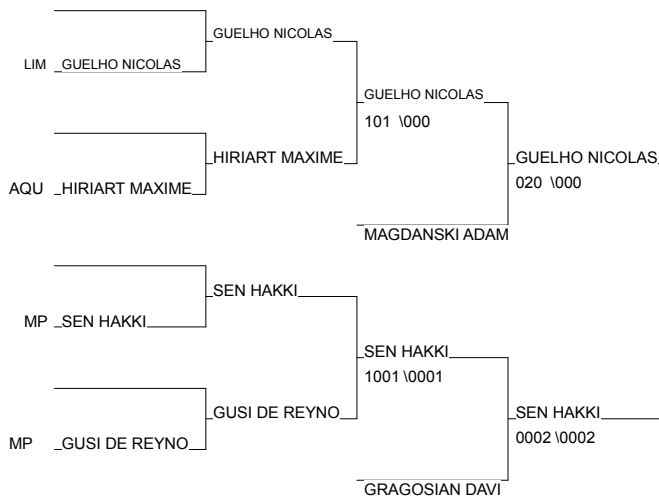 GUELHO NICOLAS
LIM GUELHO NICOLAS
GUELHO NICOLAS
101 \000
HIRIART MAXIME
GUELHO NICOLAS
020 \000
AQU HIRIART MAXIME
MAGDANSKI ADAM
SEN HAKKI
MP SEN HAKKI
SEN HAKKI
1001 \0001
GUSI DE REYNO
SEN HAKKI
0002 \0002
MP GUSI DE REYNO
GRAGOSIAN DAVI